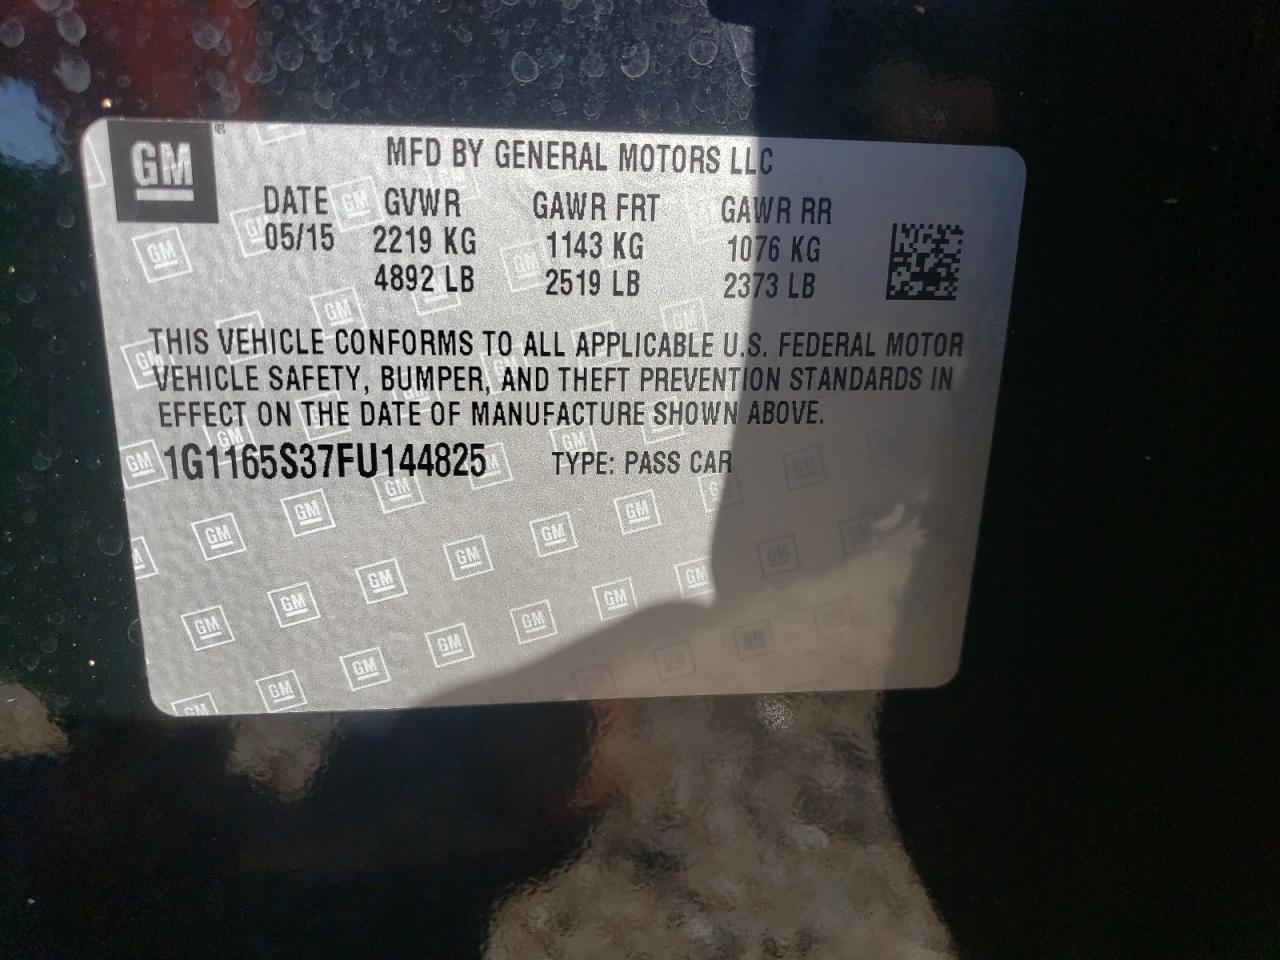 GM
MFD BY GENERAL MOTORS LLC
DATE GVWR GAWR FRT GAWR RR
05/15 2219 KG 1143 KG 1076 KG
4892 LB 2519 LB 2373 LB
THIS VEHICLE CONFORMS TO ALL APPLICABLE U.S. FEDERAL MOTOR
VEHICLE SAFETY, BUMPER, AND THEFT PREVENTION STANDARDS IN
EFFECT ON THE DATE OF MANUFACTURE SHOWN ABOVE.
1G1165S37FU144825 TYPE: PASS CAR